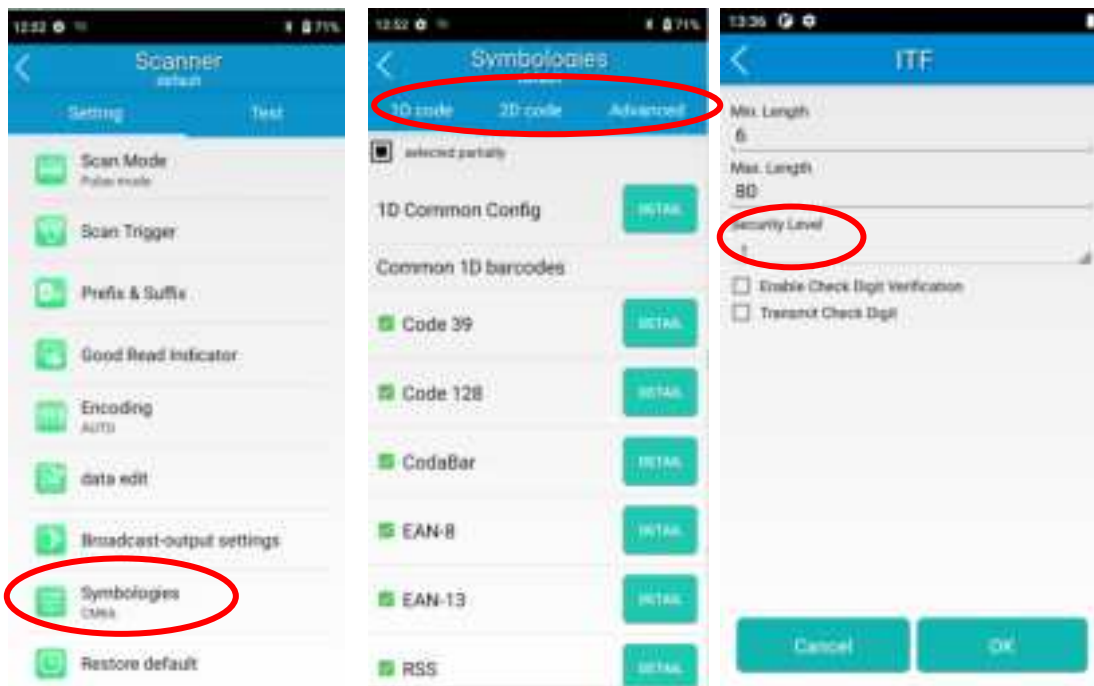 12:52
71%
Scanner
default
Setting
Test
Scan Mode
Pulse mode
Scan Trigger
Prefix & Suffix
Good Read Indicator
Encoding
AUTO
data edit
Broadcast-output settings
Symbologies
Restore default
12:52
71%
Symbologies
default
1D code
2D code
Advanced
selected partially
1D Common Config
DETAIL
Common 1D barcodes
Code 39
DETAIL
Code 128
DETAIL
CodaBar
DETAIL
EAN-8
DETAIL
EAN-13
DETAIL
RSS
DETAIL
13:36
ITF
Min. Length
6
Max. Length
80
Security Level
1
Enable Check Digit Verification
Transmit Check Digit
Cancel
OK